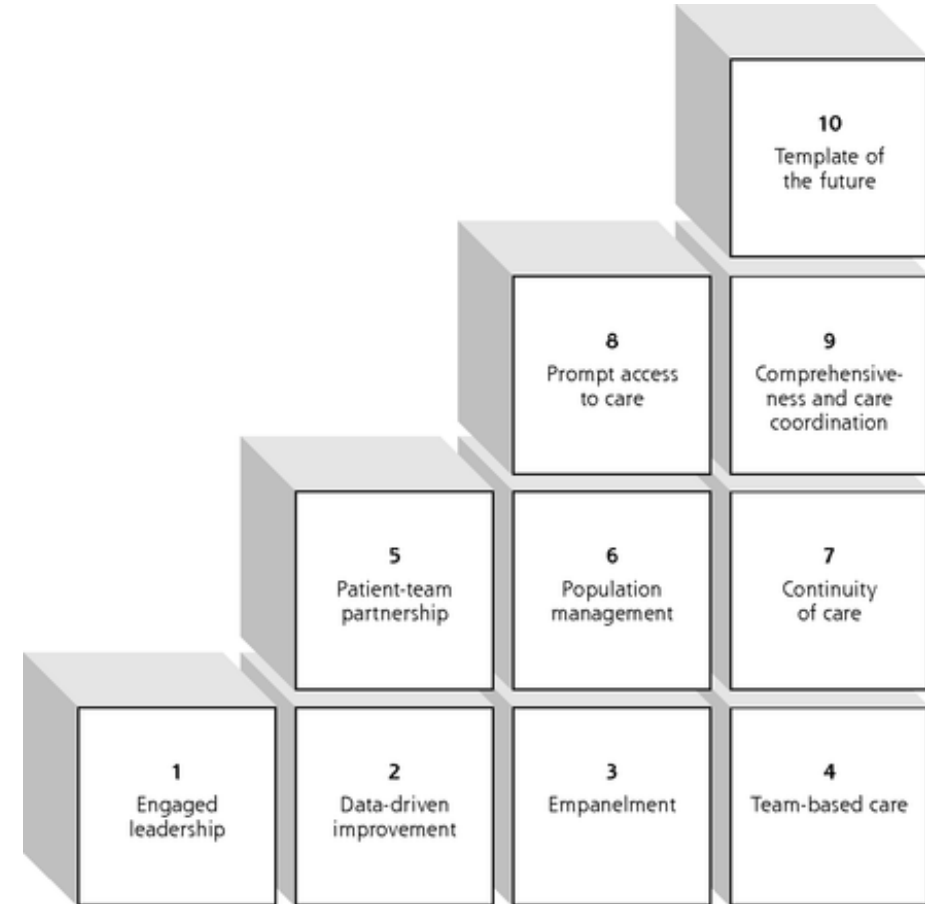 10
Template of
the future
8
Prompt access
to care
9
Comprehensive-
ness and care
coordination
5
Patient-team
partnership
6
Population
management
7
Continuity
of care
1
Engaged
leadership
2
Data-driven
improvement
3
Empanelment
4
Team-based care